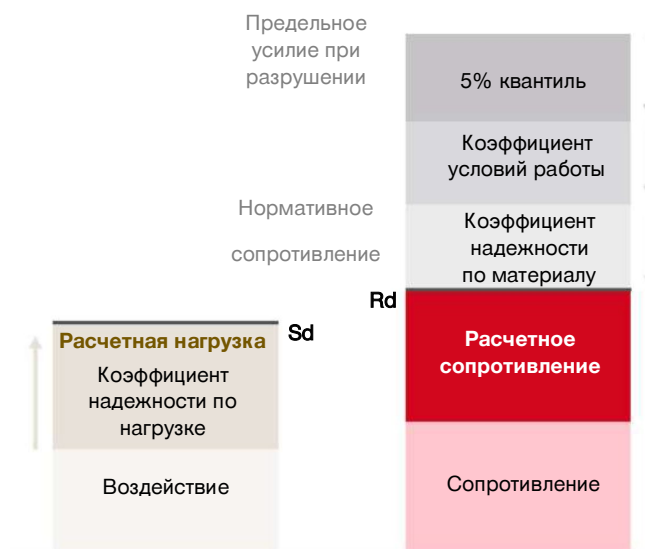 Предельное
усилие при
разрушении
5% квантиль
Коэффициент
условий работы
Нормативное
сопротивление
Коэффициент
надежности
по материалу
Rd
Расчетная нагрузка
Sd
Коэффициент
надежности по
нагрузке
Воздействие
Расчетное
сопротивление
Сопротивление